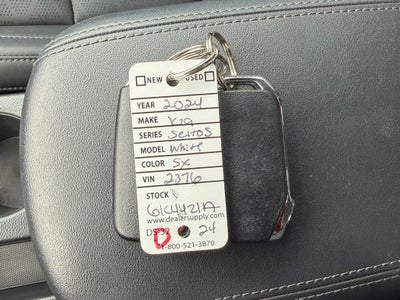 NEW USED
YEAR 2024
MAKE Kia
SERIES Seltos
MODEL White
COLOR SX
VIN 2376
STOCK
61C4421A
www.dealersupply.com
24
1-800-521-3870